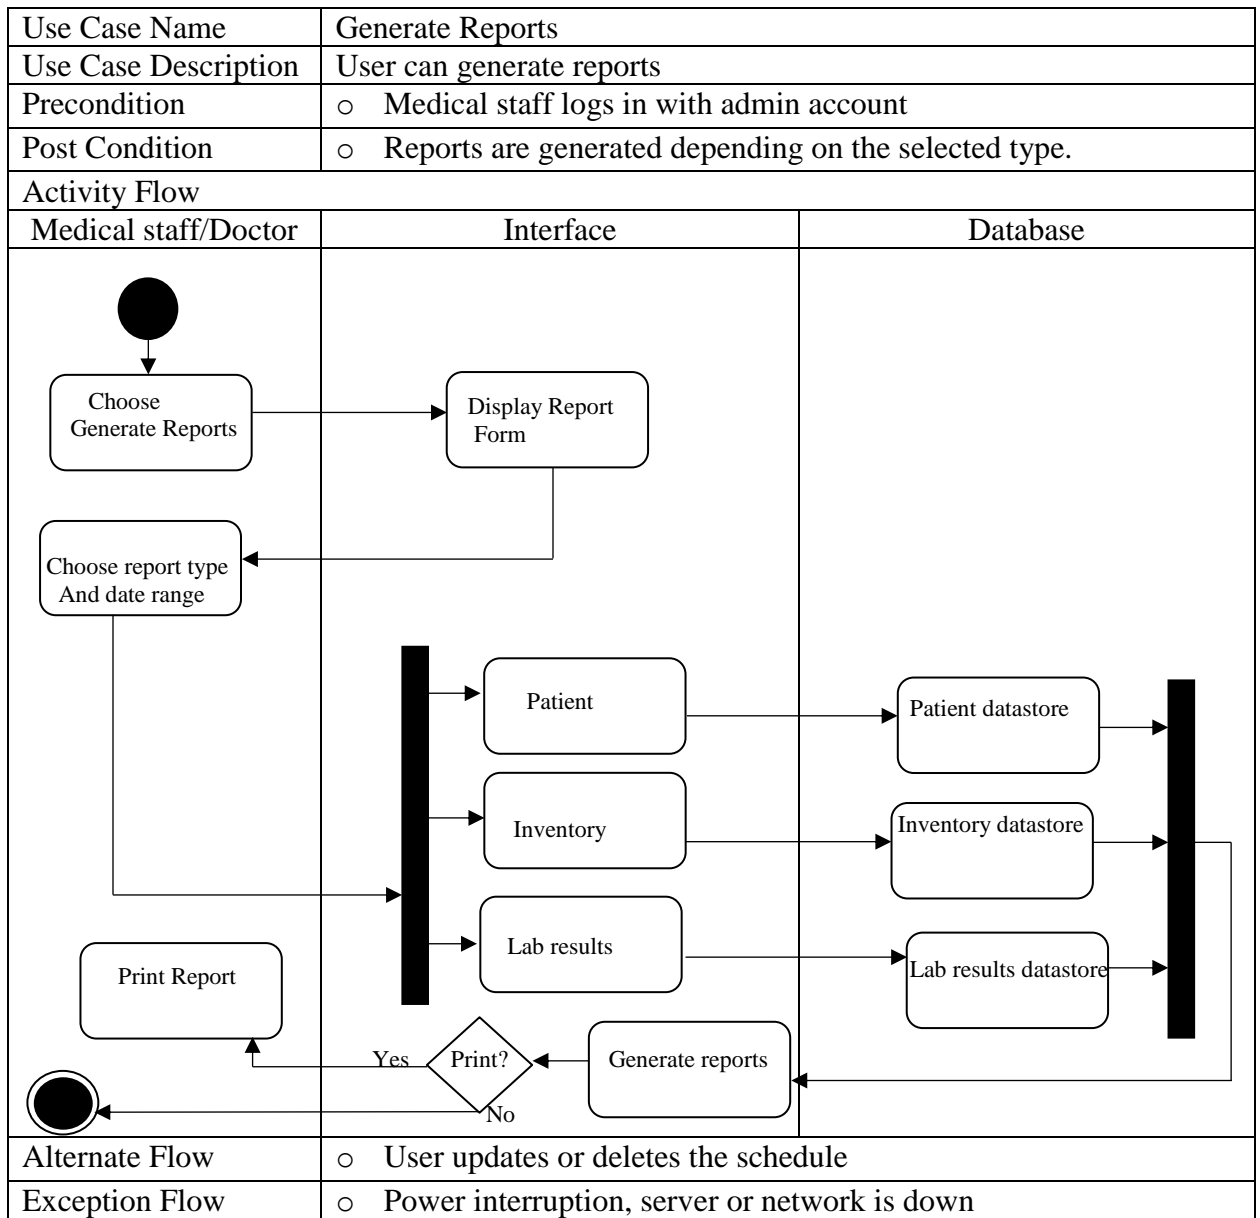 Use Case Name
Generate Reports
Use Case Description
User can generate reports
Precondition
o Medical staff logs in with admin account
Post Condition
o Reports are generated depending on the selected type.
Activity Flow
Medical staff/Doctor
Interface
Database
Choose
Generate Reports
Display Report
Form
Choose report type
And date range
Patient
Patient datastore
Inventory
Inventory datastore
Lab results
Lab results datastore
Print Report
Yes
Print?
Generate reports
No
Alternate Flow
o User updates or deletes the schedule
Exception Flow
o Power interruption, server or network is down